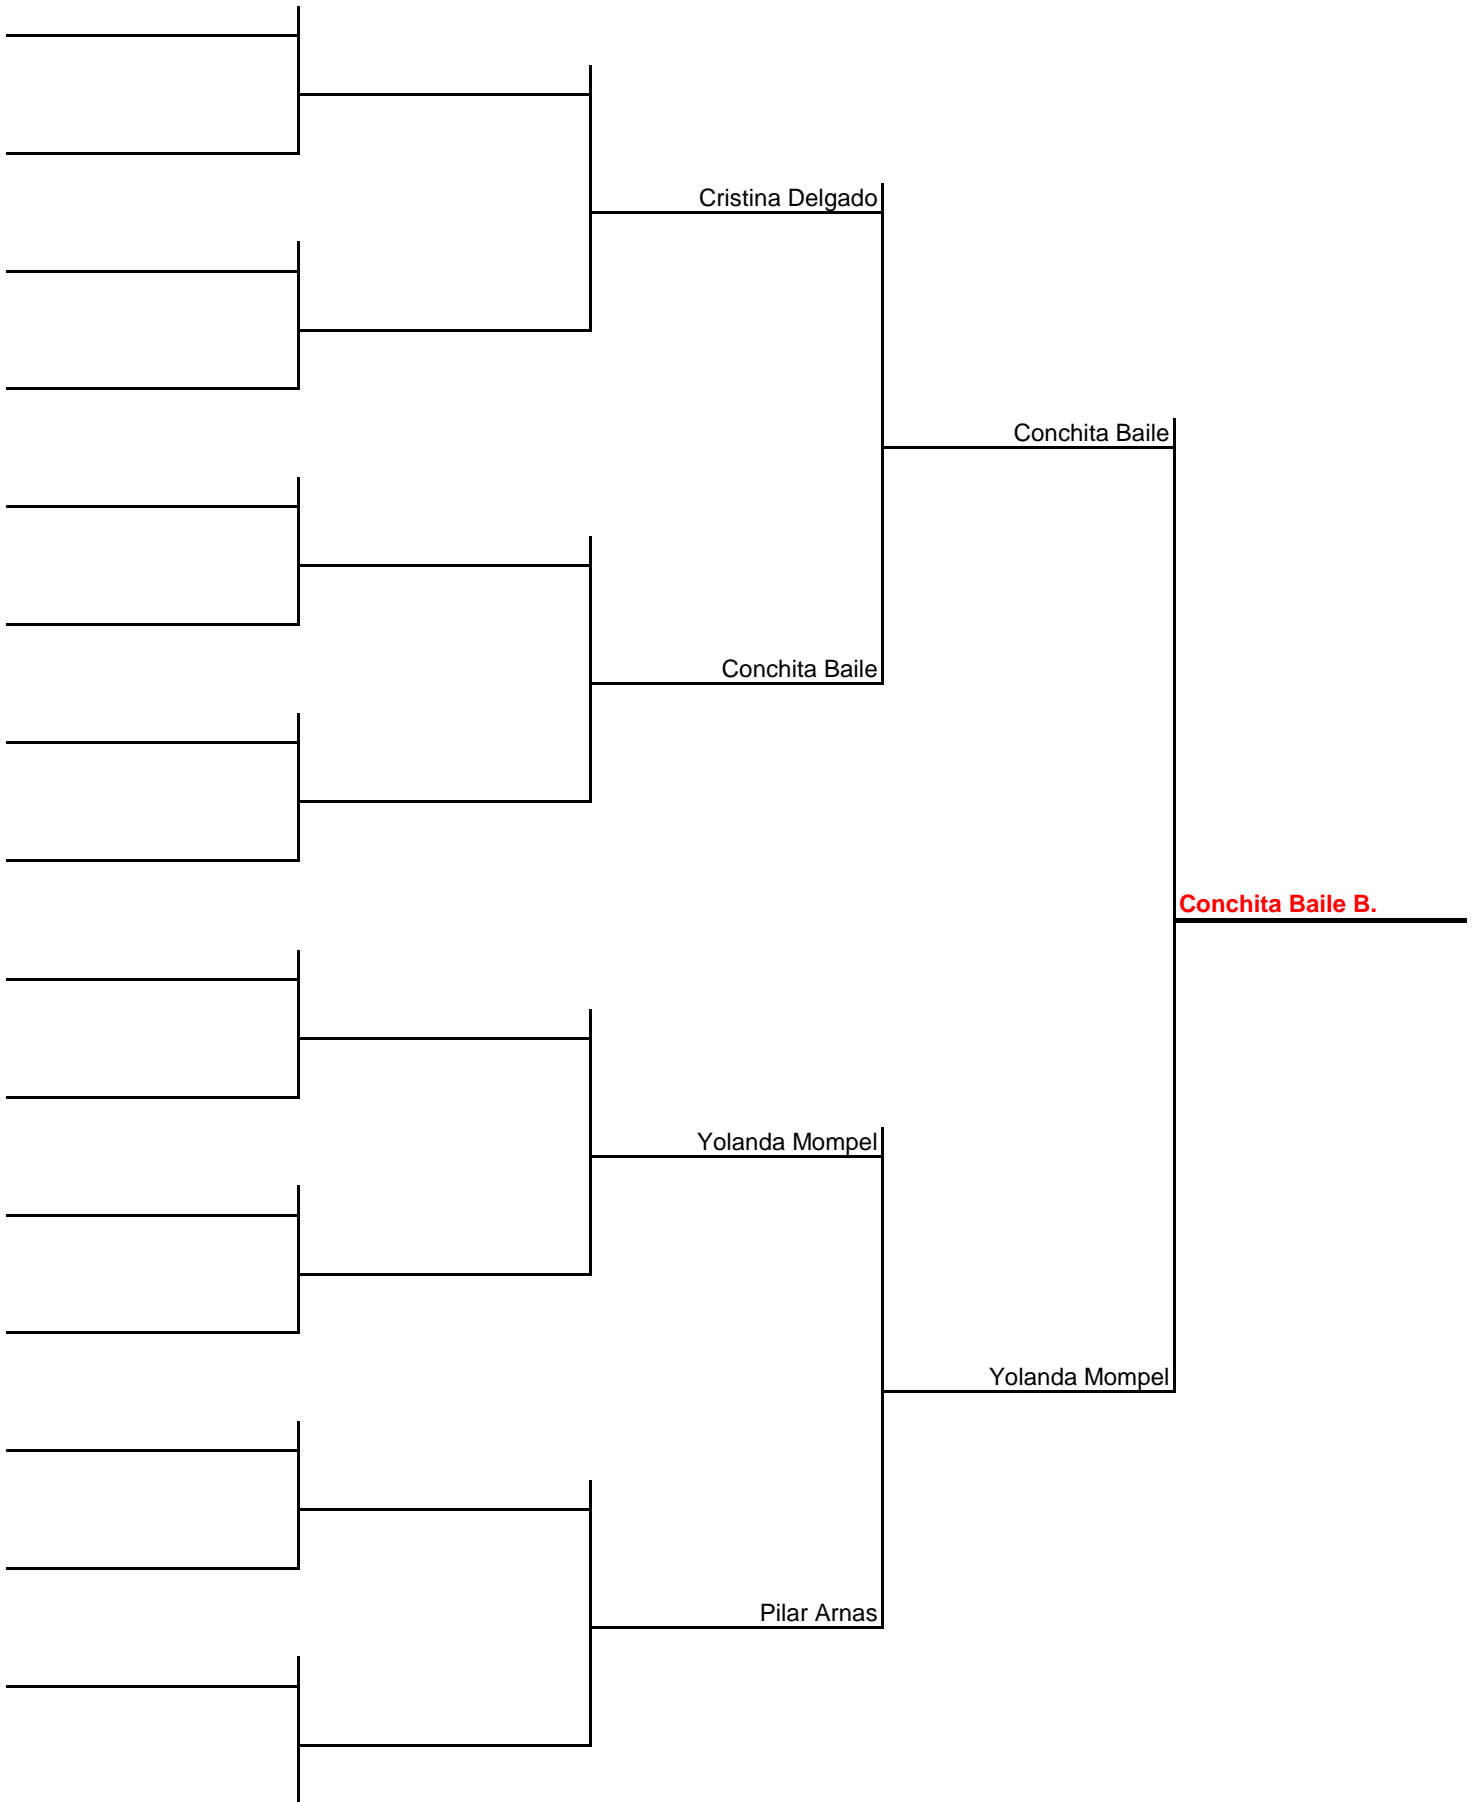 Cristina Delgado
Conchita Baile
Conchita Baile
Conchita Baile B.
Yolanda Mompel
Yolanda Mompel
Pilar Arnas